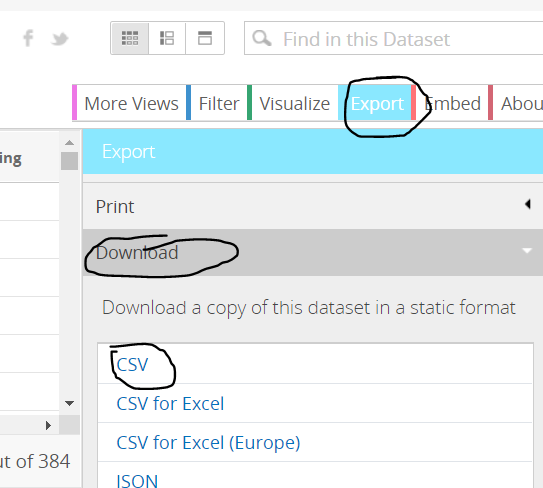 Find in this Dataset
More Views Filter Visualize Export Embed Abou
ing
Export
Print
Download
Download a copy of this dataset in a static format
CSV
CSV for Excel
CSV for Excel (Europe)
ut of 384
JSON